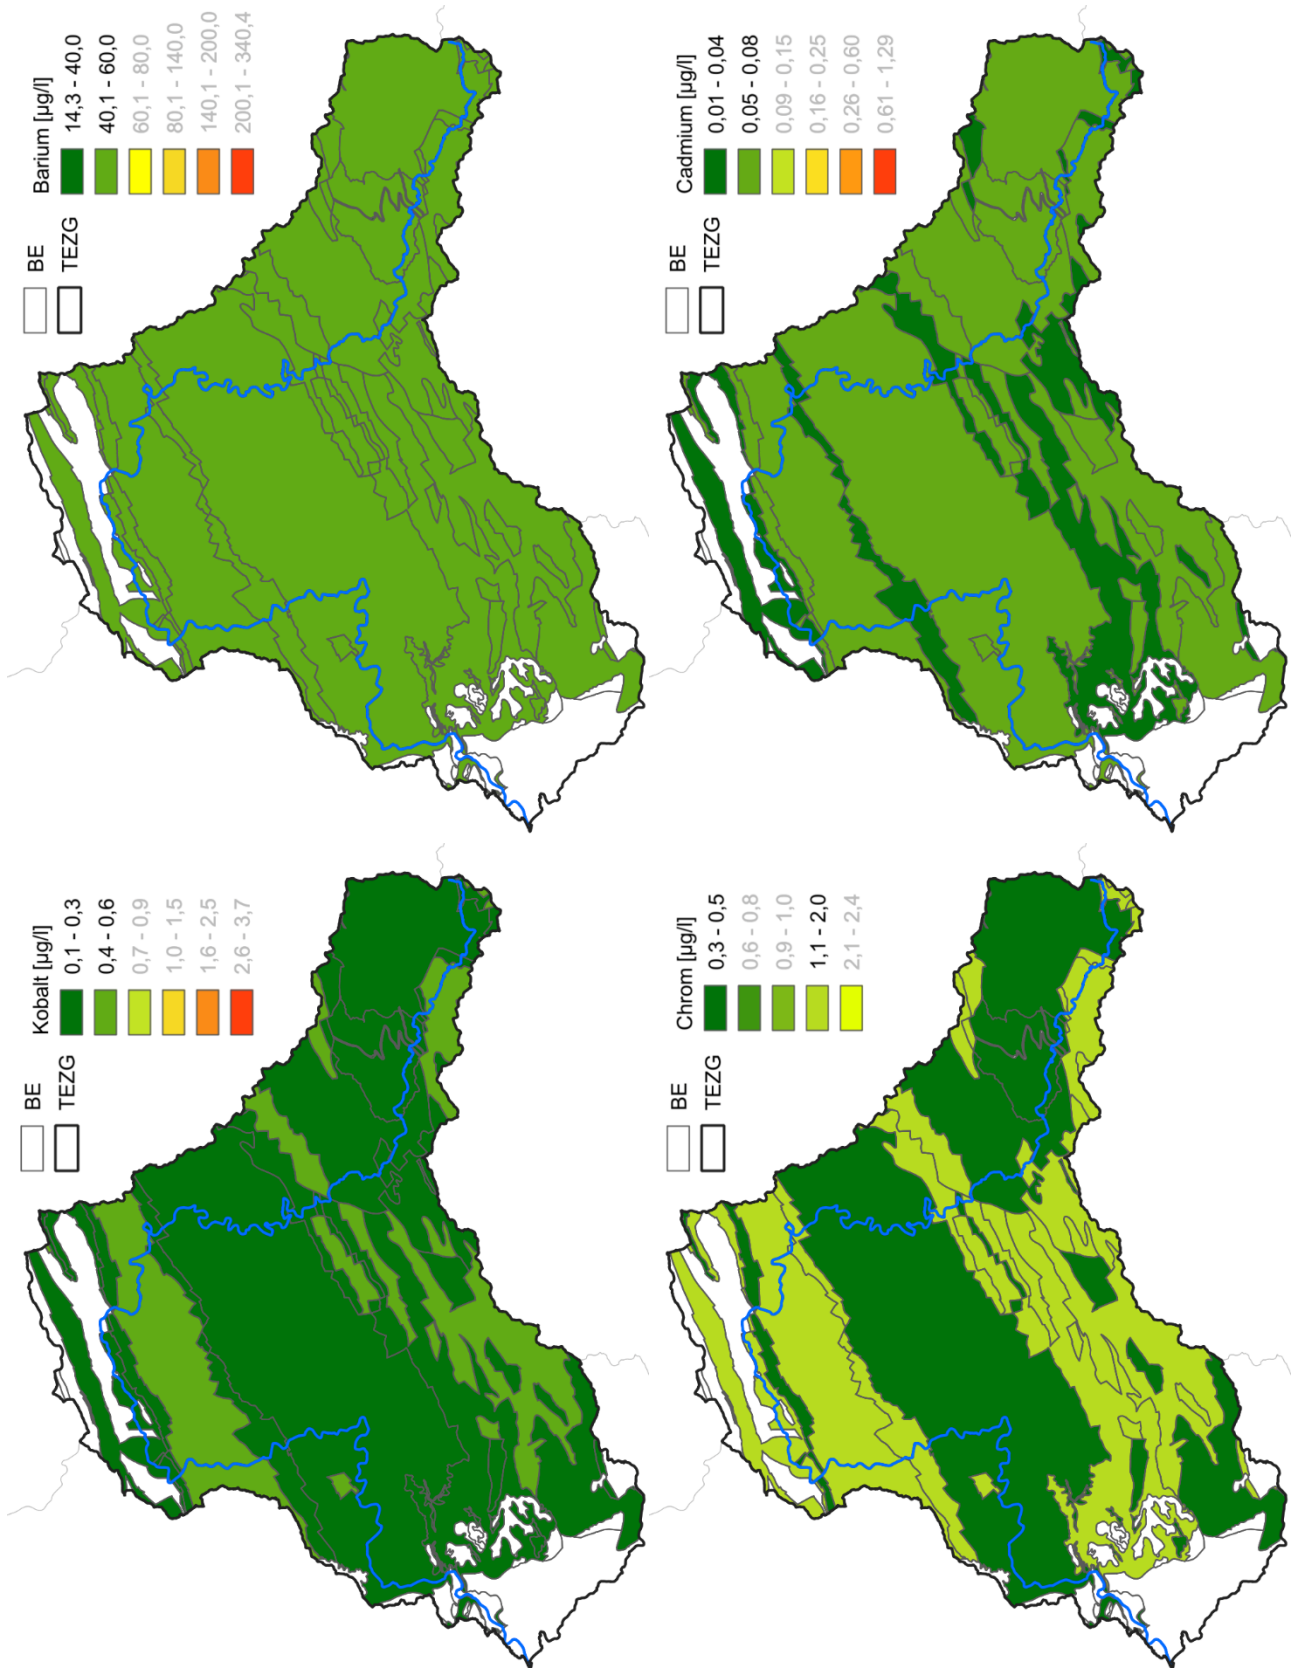 BE
TEZG
Kobalt [µg/l]
0,1 - 0,3
0,4 - 0,6
0,7 - 0,9
1,0 - 1,5
1,6 - 2,5
2,6 - 3,7
BE
TEZG
Barium [µg/l]
14,3 - 40,0
40,1 - 60,0
60,1 - 80,0
80,1 - 140,0
140,1 - 200,0
200,1 - 340,4
BE
TEZG
Chrom [µg/l]
0,3 - 0,5
0,6 - 0,8
0,9 - 1,0
1,1 - 2,0
2,1 - 2,4
BE
TEZG
Cadmium [µg/l]
0,01 - 0,04
0,05 - 0,08
0,09 - 0,15
0,16 - 0,25
0,26 - 0,60
0,61 - 1,29